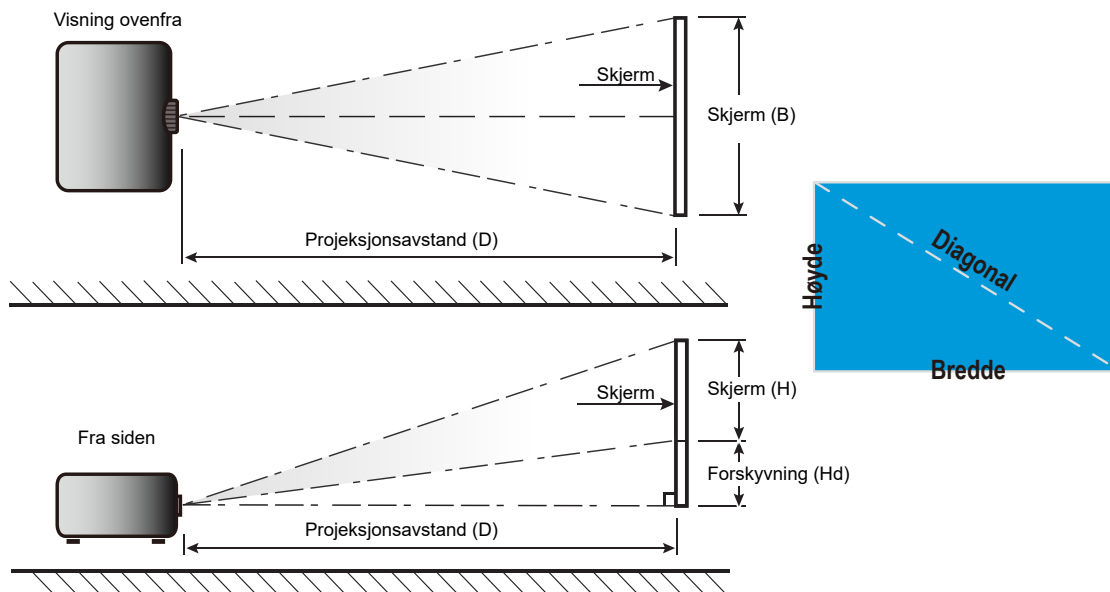 Visning ovenfra
Skjerm
Skjerm (B)
Projeksjonsavstand (D)
Høyde
Diagonal
Bredde
Skjerm
Skjerm (H)
Fra siden
Forskyvning (Hd)
Projeksjonsavstand (D)